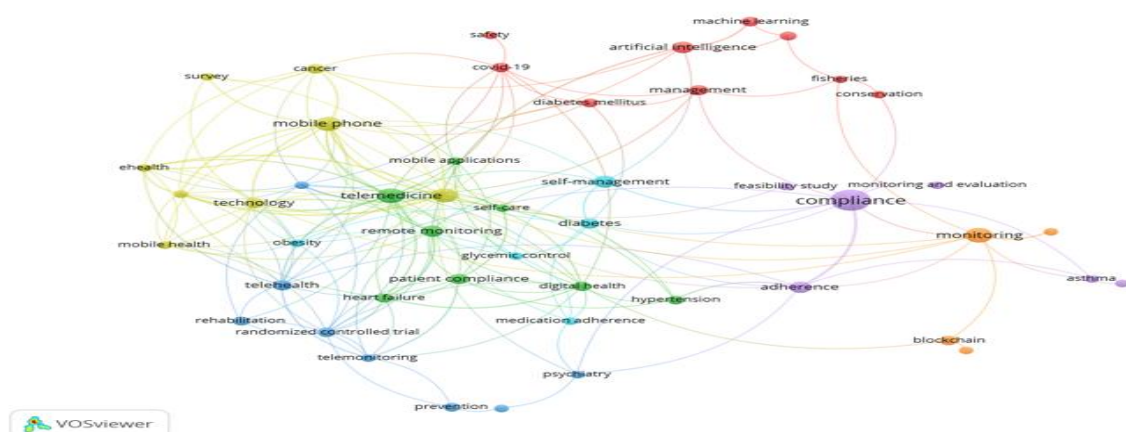 machine learning
safety
artificial intelligence
covid-19
cancer
survey
fisheries
management
conservation
diabetes mellitus
mobile phone
mobile applications
ehealth
self-management
feasibility study
monitoring and evaluation
telemedicine
compliance
technology
self-care
diabetes
remote monitoring
monitoring
mobile health
obesity
glycemic control
patient compliance
asthma
telehealth
digital health
adherence
heart failure
hypertension
rehabilitation
medication adherence
randomized controlled trial
blockchain
telemonitoring
psychiatry
prevention
VOSviewer